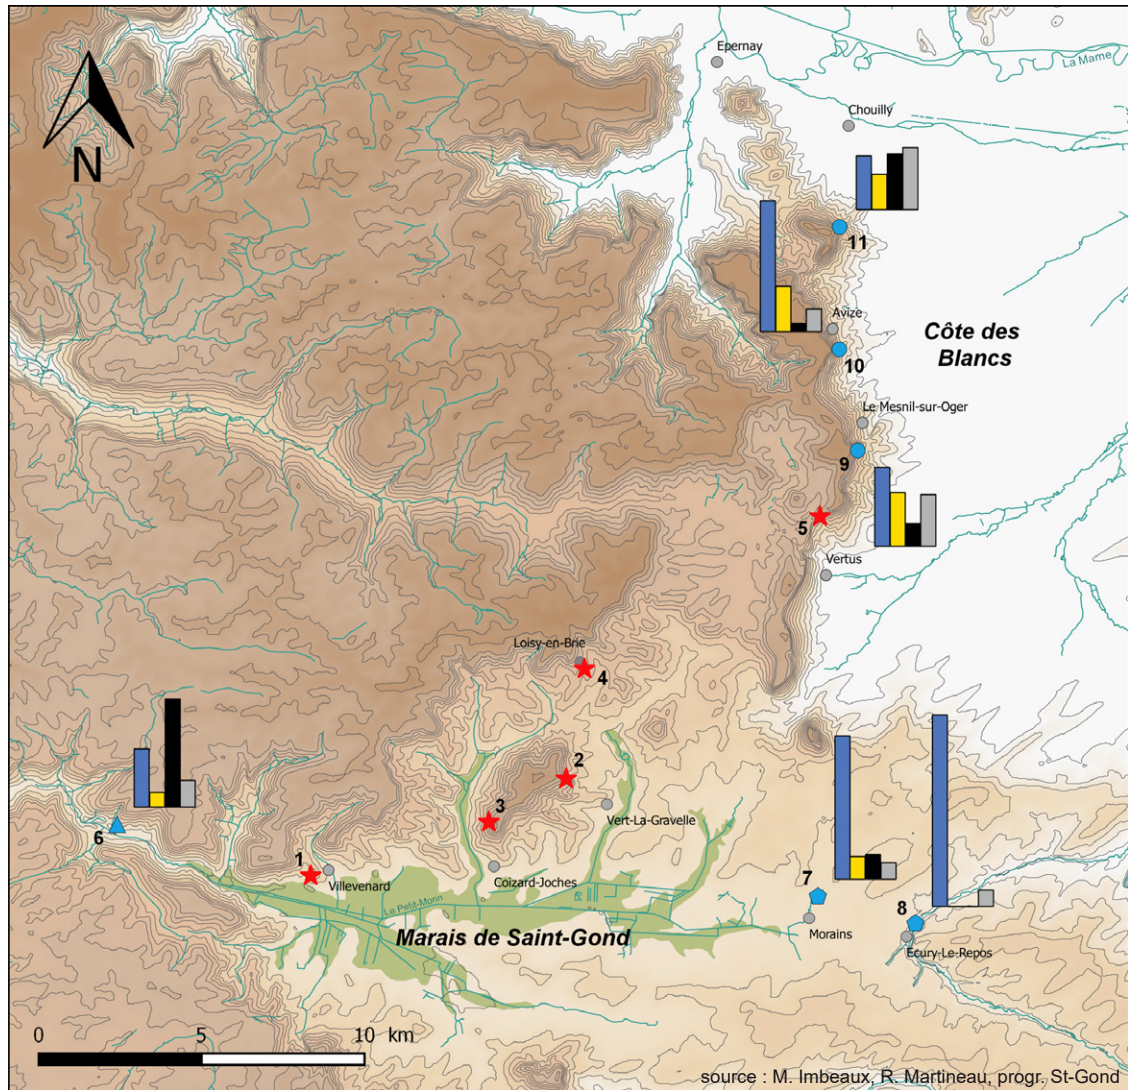 Epernay
La Marne
Chouilly
N
11
Avize
Côte des
Blancs
10
Le Mesnil-sur-Oger
9
5
Vertus
Loisy-en-Brie
4
2
3
Vert-La-Gravelle
6
1
Villevenard
Coizard-Joches
7
Le Petit-Morin
8
Morains
Marais de Saint-Gond
Ecury-Le-Repos
0 5 10 km
source : M. Imbeaux, R. Martineau, progr. St-Gond